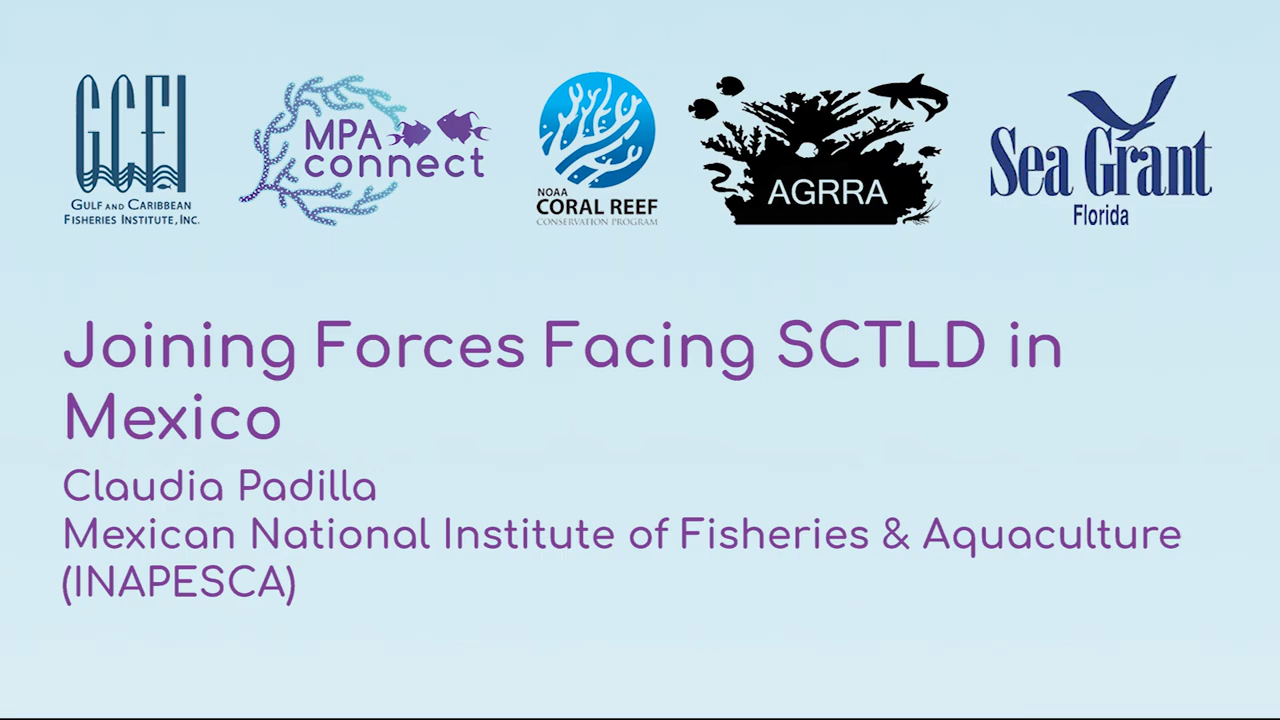 GCFI
GULF AND CARIBBEAN
FISHERIES INSTITUTE, INC.
MPA
connect
NOAA
CORAL REEF
CONSERVATION PROGRAM
AGRRA
Sea Grant
Florida
Joining Forces Facing SCTLD in
Mexico
Claudia Padilla
Mexican National Institute of Fisheries & Aquaculture
(INAPESCA)